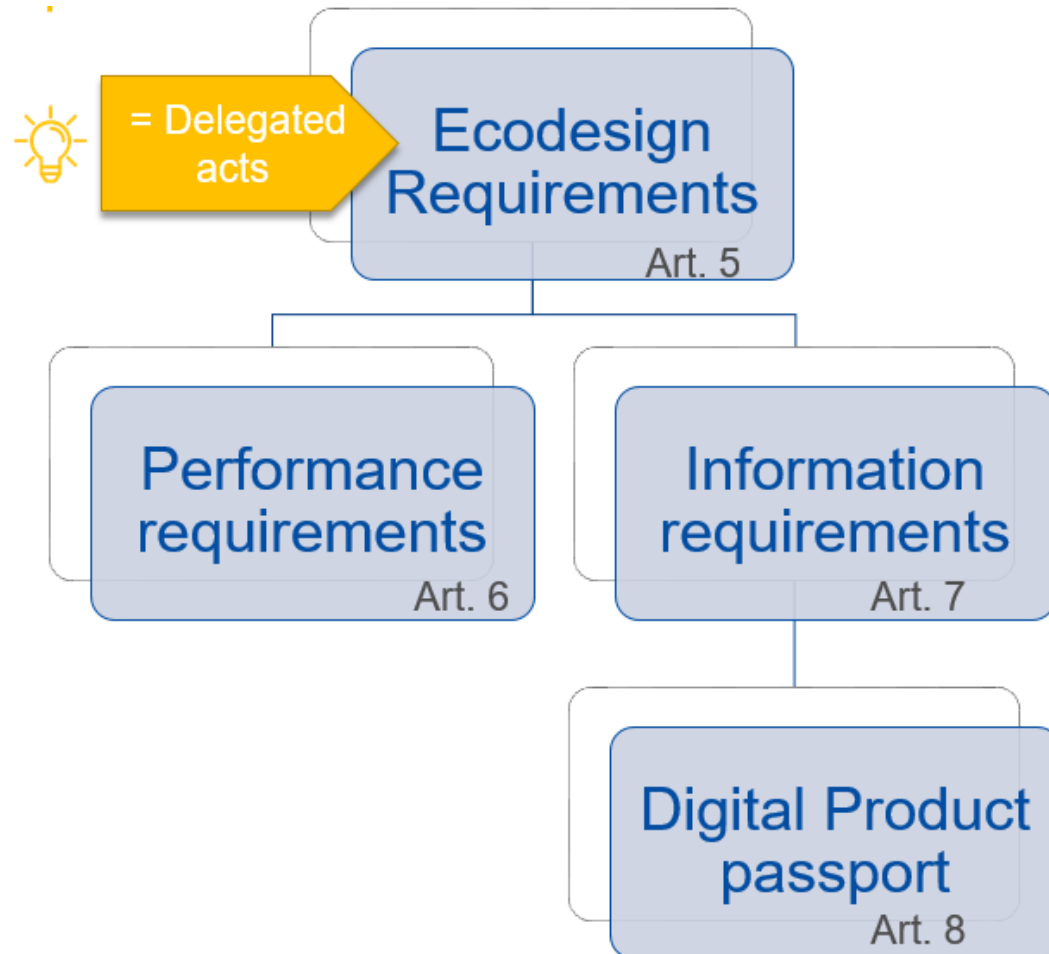 = Delegated
acts
Ecodesign
Requirements
Art. 5
Performance
requirements
Art. 6
Information
requirements
Art. 7
Digital Product
passport
Art. 8